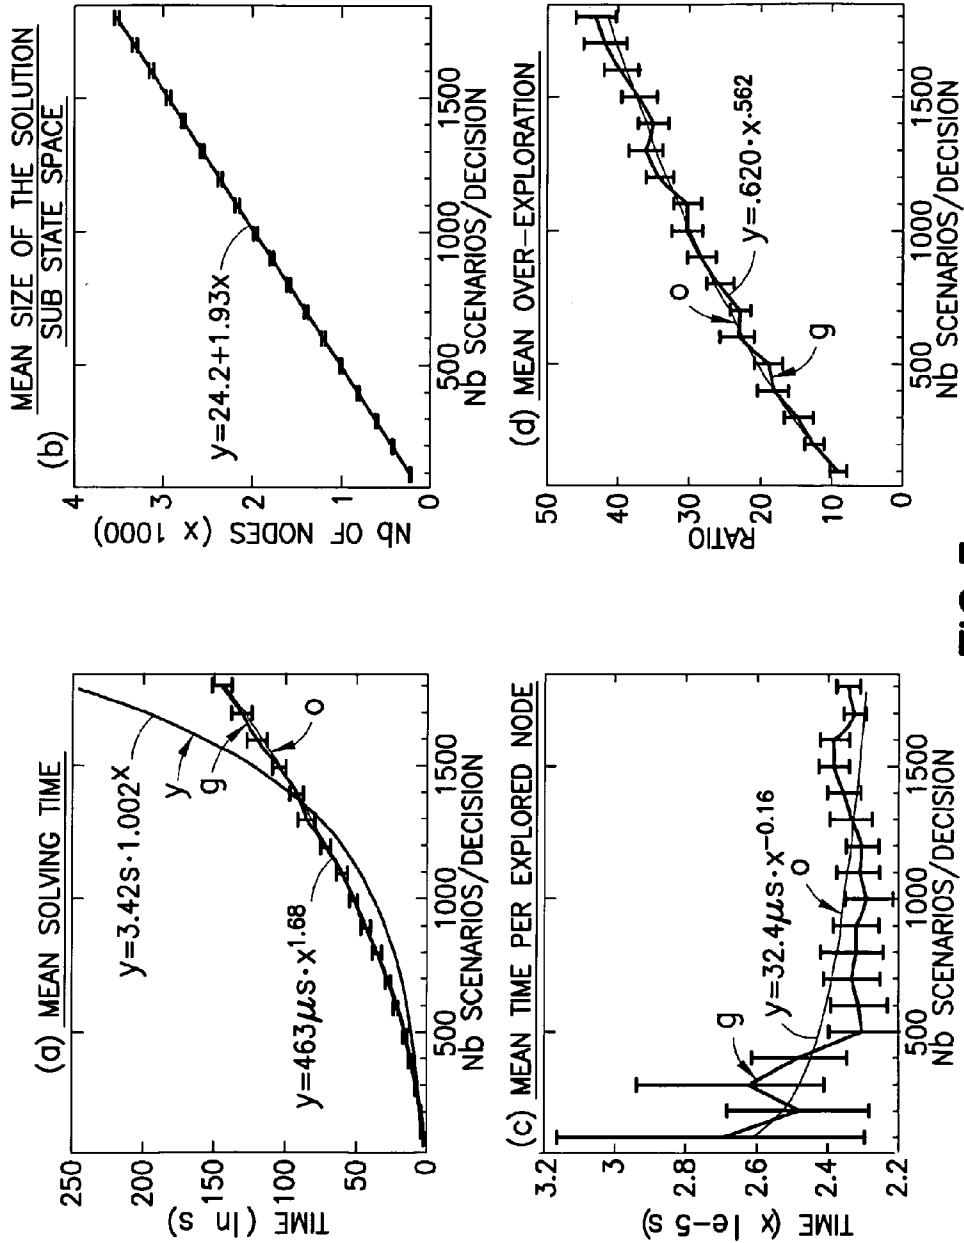 (a) MEAN SOLVING TIME
250
200
150
100
50
0
TIME (In s)
y=3.42s·1.002^x
y
g
o
y=463μs·x^1.68
500
1000
1500
Nb SCENARIOS/DECISION
(b) MEAN SIZE OF THE SOLUTION
SUB STATE SPACE
4
3
2
1
0
Nb OF NODES (x 1000)
y=24.2+1.93x
500
1000
1500
Nb SCENARIOS/DECISION
(c) MEAN TIME PER EXPLORED NODE
3.2
3
2.8
2.6
2.4
2.2
TIME (x 1e-5 s)
g
y=32.4μs·x^-0.16
o
500
1000
1500
Nb SCENARIOS/DECISION
(d) MEAN OVER-EXPLORATION
50
40
30
20
10
0
RATIO
o
g
y=.620·x^.562
500
1000
1500
Nb SCENARIOS/DECISION